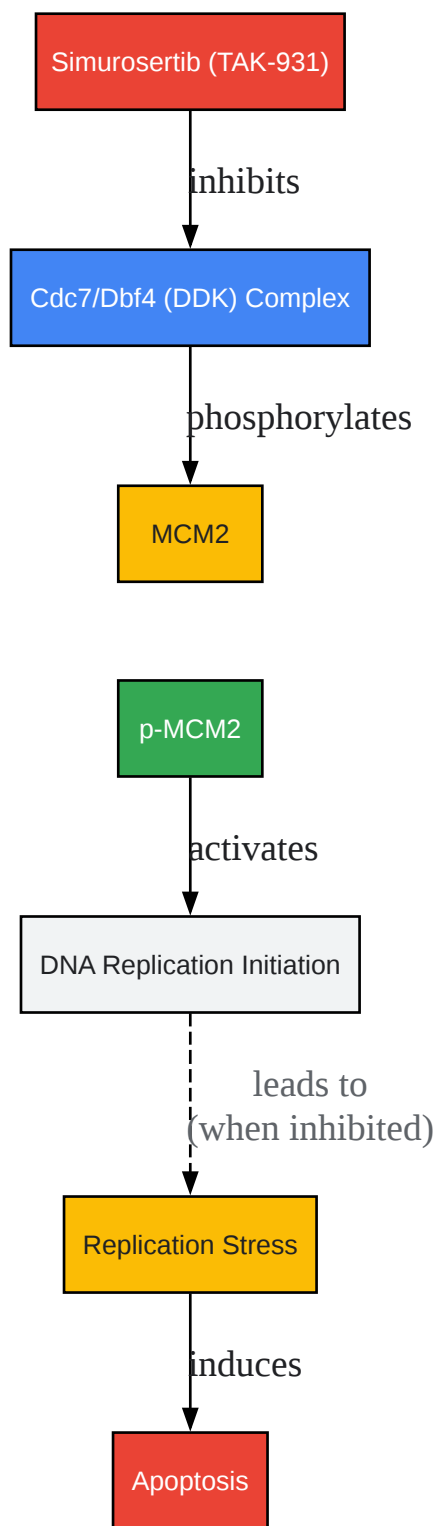 Simurosertib (TAK-931)
inhibits
Cdc7/Dbf4 (DDK) Complex
phosphorylates
MCM2
p-MCM2
activates
DNA Replication Initiation
leads to
(when inhibited)
Replication Stress
induces
Apoptosis